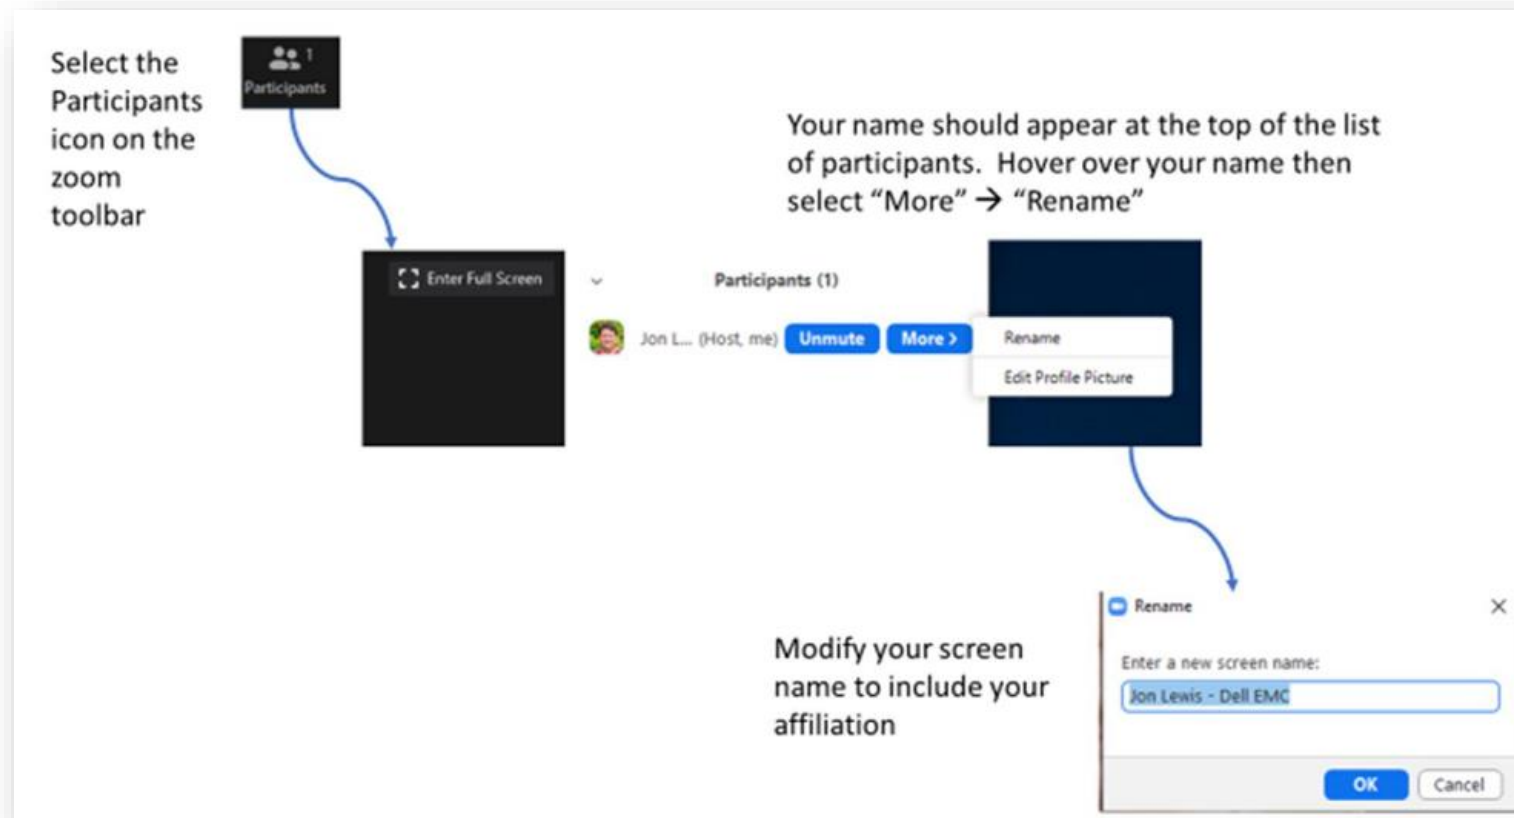 Select the
Participants
icon on the
zoom
toolbar
1
Participants
Your name should appear at the top of the list
of participants.  Hover over your name then
select “More” → “Rename”
Enter Full Screen
Participants (1)
Jon L... (Host, me)
Unmute
More >
Rename
Edit Profile Picture
Modify your screen
name to include your
affiliation
Rename
Enter a new screen name:
Jon Lewis - Dell EMC
OK
Cancel